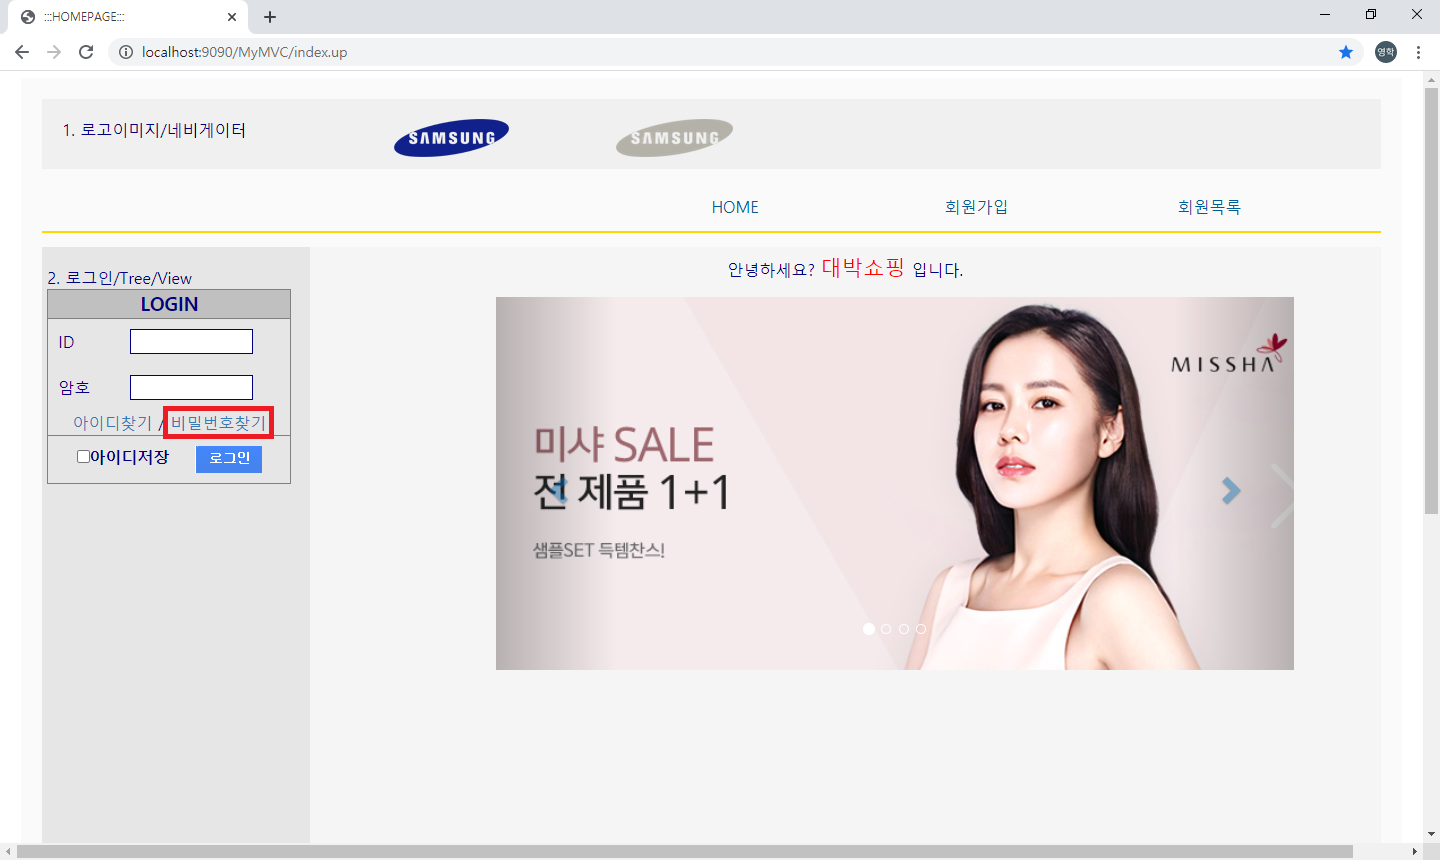 :::HOMEPAGE:::
localhost:9090/MyMVC/index.up
영학
1. 로고이미지/네비게이터
SAMSUNG
SAMSUNG
HOME 회원가입 회원목록
2. 로그인/Tree/View
LOGIN
ID
암호
아이디찾기 / 비밀번호찾기
아이디저장 로그인
안녕하세요? 대박쇼핑 입니다.
MISSHA
미샤 SALE
전 제품 1+1
샘플SET 득템찬스!